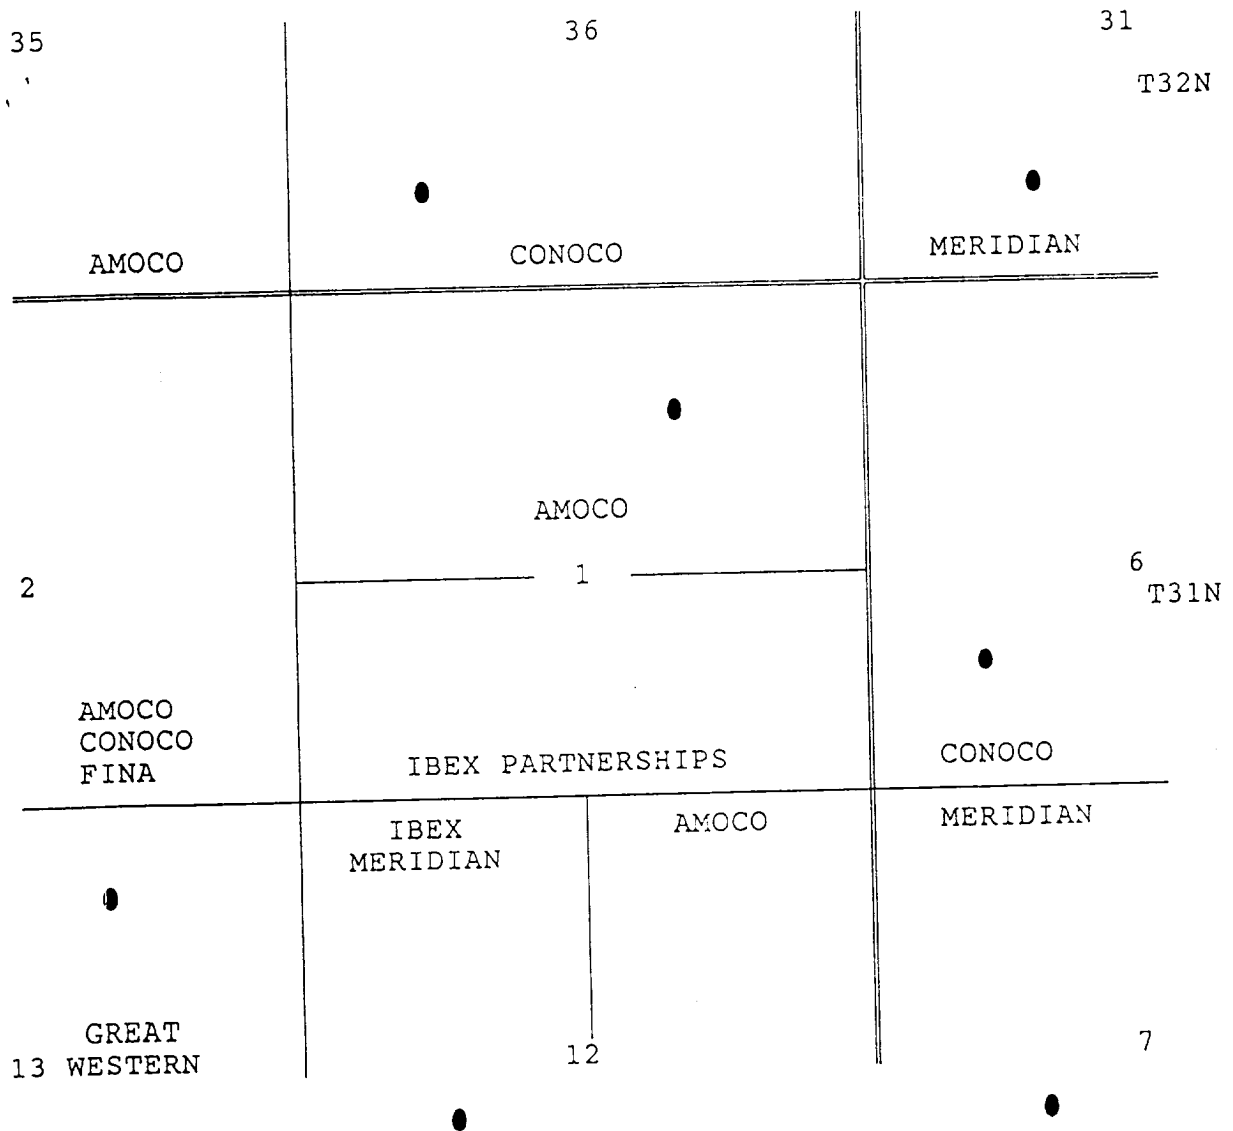 35
36
31
T32N
AMOCO
CONOCO
MERIDIAN
AMOCO
2
1
6
T31N
AMOCO
CONOCO
FINA
IBEX PARTNERSHIPS
CONOCO
IBEX
MERIDIAN
AMOCO
MERIDIAN
GREAT
13 WESTERN
12
7